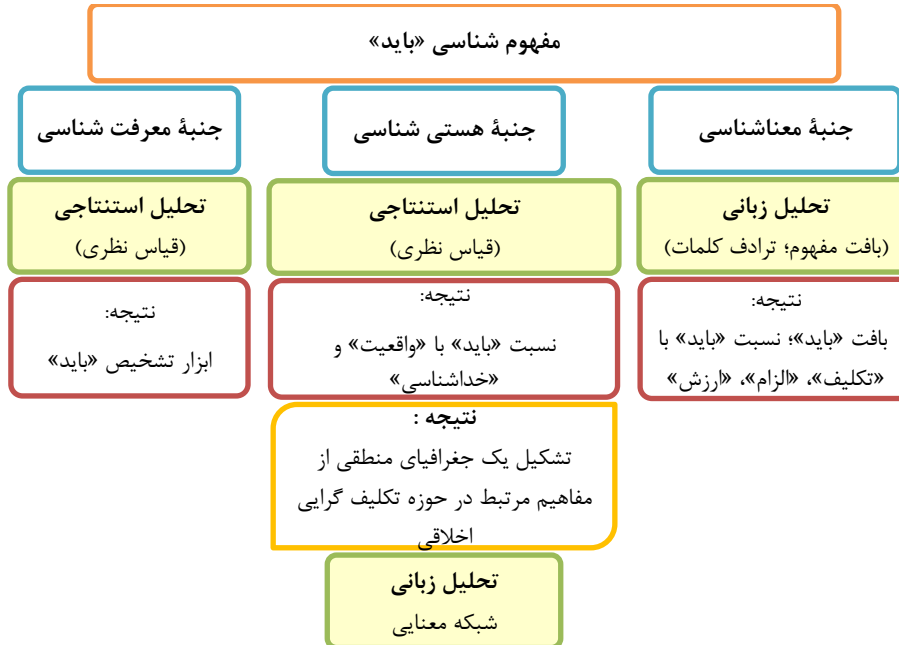 مفهوم شناسی «باید»
جنبۀ معناشناسی
جنبۀ هستی شناسی
جنبۀ معرفت شناسی
تحلیل زبانی
(بافت مفهوم؛ ترادف کلمات)
تحلیل استنتاجی
(قیاس نظری)
تحلیل استنتاجی
(قیاس نظری)
نتیجه:
بافت «باید»؛ نسبت «باید» با
«تکلیف»، «الزام»، «ارزش»
نتیجه:
نسبت «باید» با «واقعیت» و
«خداشناسی»
نتیجه:
ابزار تشخیص «باید»
نتیجه :
تشکیل یک جغرافیای منطقی از
مفاهیم مرتبط در حوزه تکلیف گرایی
اخلاقی
تحلیل زبانی
شبکه معنایی